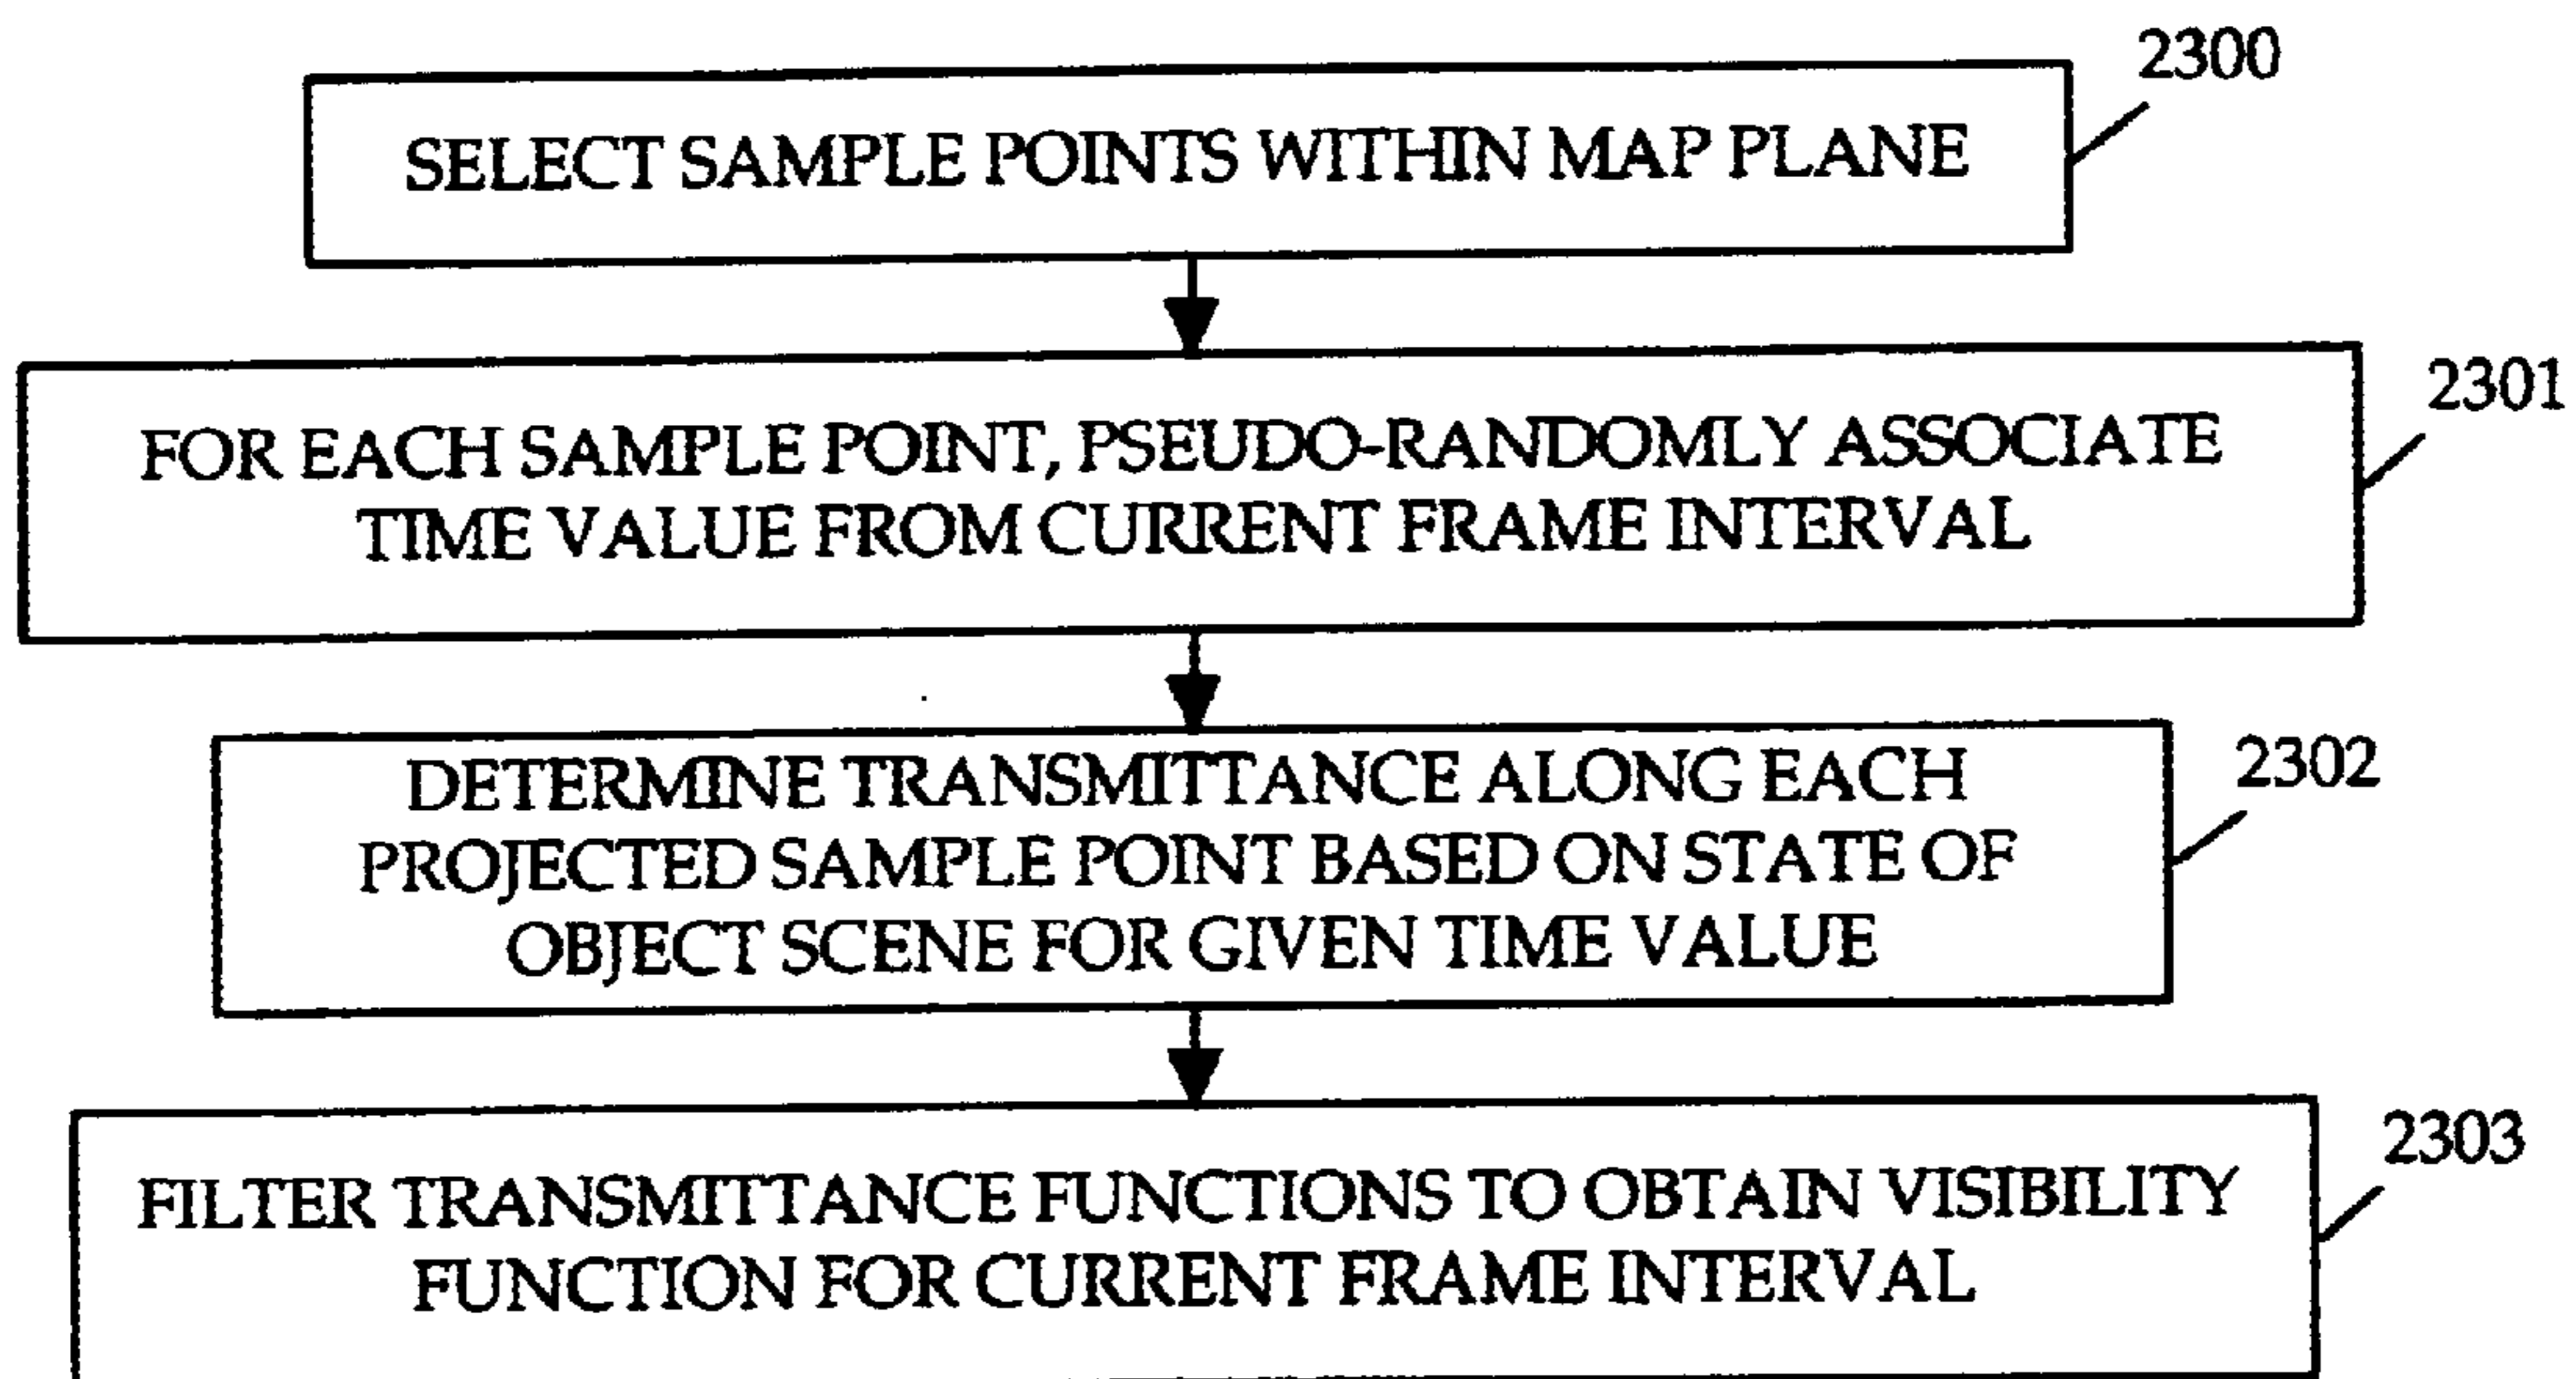 2300
SELECT SAMPLE POINTS WITHIN MAP PLANE
2301
FOR EACH SAMPLE POINT, PSEUDO-RANDOMLY ASSOCIATE
TIME VALUE FROM CURRENT FRAME INTERVAL
2302
DETERMINE TRANSMITTANCE ALONG EACH
PROJECTED SAMPLE POINT BASED ON STATE OF
OBJECT SCENE FOR GIVEN TIME VALUE
2303
FILTER TRANSMITTANCE FUNCTIONS TO OBTAIN VISIBILITY
FUNCTION FOR CURRENT FRAME INTERVAL